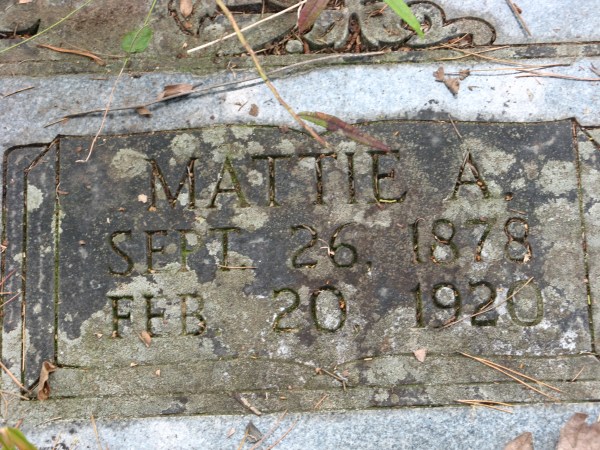 MATTIE A.
SEPT. 26, 1878
FEB. 20, 1920